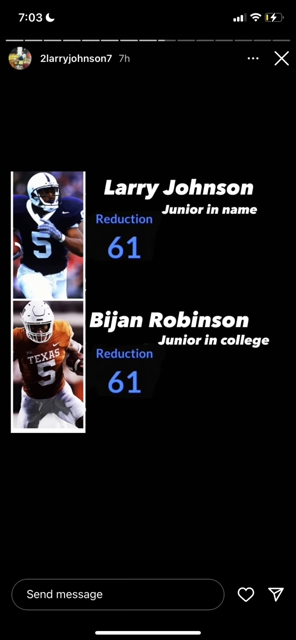 7:03
2larryjohnson7 7h
Larry Johnson
Junior in name
Reduction
61
5
Bijan Robinson
Junior in college
Reduction
61
TEXAS
5
Send message